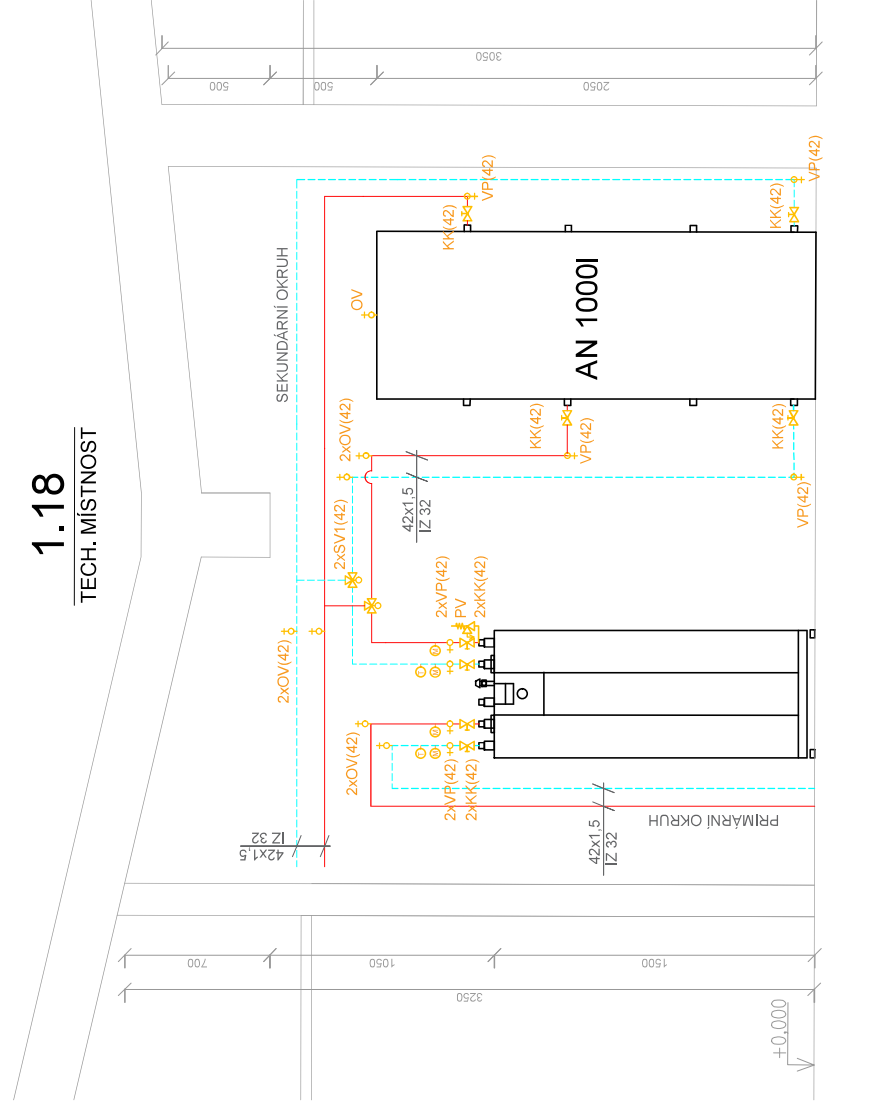 3050
500
500
2050
VP(42)
VP(42)
KK(42)
KK(42)
SEKUNDÁRNÍ OKRUH
OV
AN 1000l
1.18
TECH. MÍSTNOST
2xOV(42)
KK(42)
VP(42)
KK(42)
VP(42)
42x1,5
IZ 32
2xSV1(42)
2xVP(42)
PV
2xKK(42)
2xOV(42)
T
M
M
2xOV(42)
T
M
M
2xVP(42)
2xKK(42)
42x1,5
IZ 32
PRIMÁRNÍ OKRUH
42x1,5
IZ 32
700
1050
1500
3250
+0,000